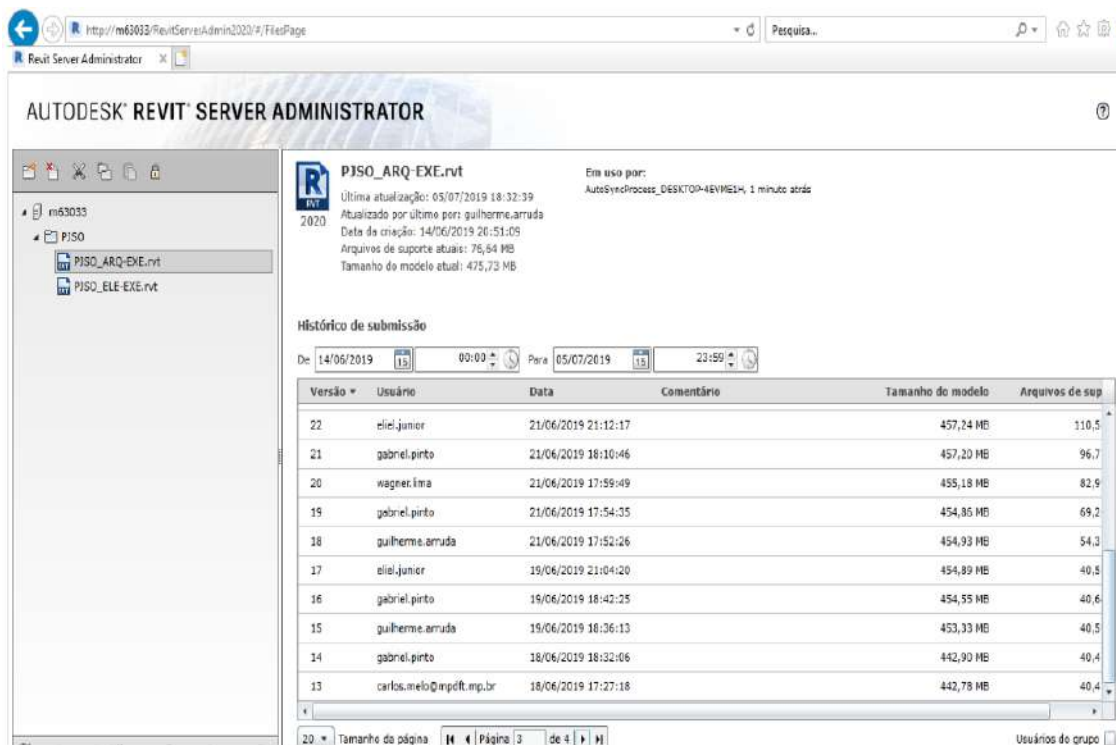 http://m63033/RevitServerAdmin2020/#/FilesPage
Pesquisa...
Revit Server Administrator
AUTODESK® REVIT® SERVER ADMINISTRATOR
m63033
PJSO
PJSO_ARQ-EXE.rvt
PJSO_ELE-EXE.rvt
2020
PJSO_ARQ-EXE.rvt
Última atualização: 05/07/2019 18:32:39
Atualizado por último por: guilherme.arruda
Data da criação: 14/06/2019 20:51:09
Arquivos de suporte atuais: 76,64 MB
Tamanho do modelo atual: 475,73 MB
Em uso por:
AutoSyncProcess_DESKTOP-4EVME1H, 1 minuto atrás
Histórico de submissão
De 14/06/2019 15 00:00 Para 05/07/2019 15 23:59
Versão Usuário Data Comentário Tamanho do modelo Arquivos de sup
22 eliel.junior 21/06/2019 21:12:17 457,24 MB 110,5
21 gabriel.pinto 21/06/2019 18:10:46 457,20 MB 96,7
20 wagner.lima 21/06/2019 17:59:49 455,18 MB 82,9
19 gabriel.pinto 21/06/2019 17:54:35 454,86 MB 69,2
18 guilherme.arruda 21/06/2019 17:52:26 454,93 MB 54,3
17 eliel.junior 19/06/2019 21:04:20 454,89 MB 40,5
16 gabriel.pinto 19/06/2019 18:42:25 454,55 MB 40,6
15 guilherme.arruda 19/06/2019 18:36:13 453,33 MB 40,5
14 gabriel.pinto 18/06/2019 18:32:06 442,90 MB 40,4
13 carlos.melo@mpdft.mp.br 18/06/2019 17:27:18 442,78 MB 40,4
20 Tamanho da página Página 3 de 4 Usuários do grupo